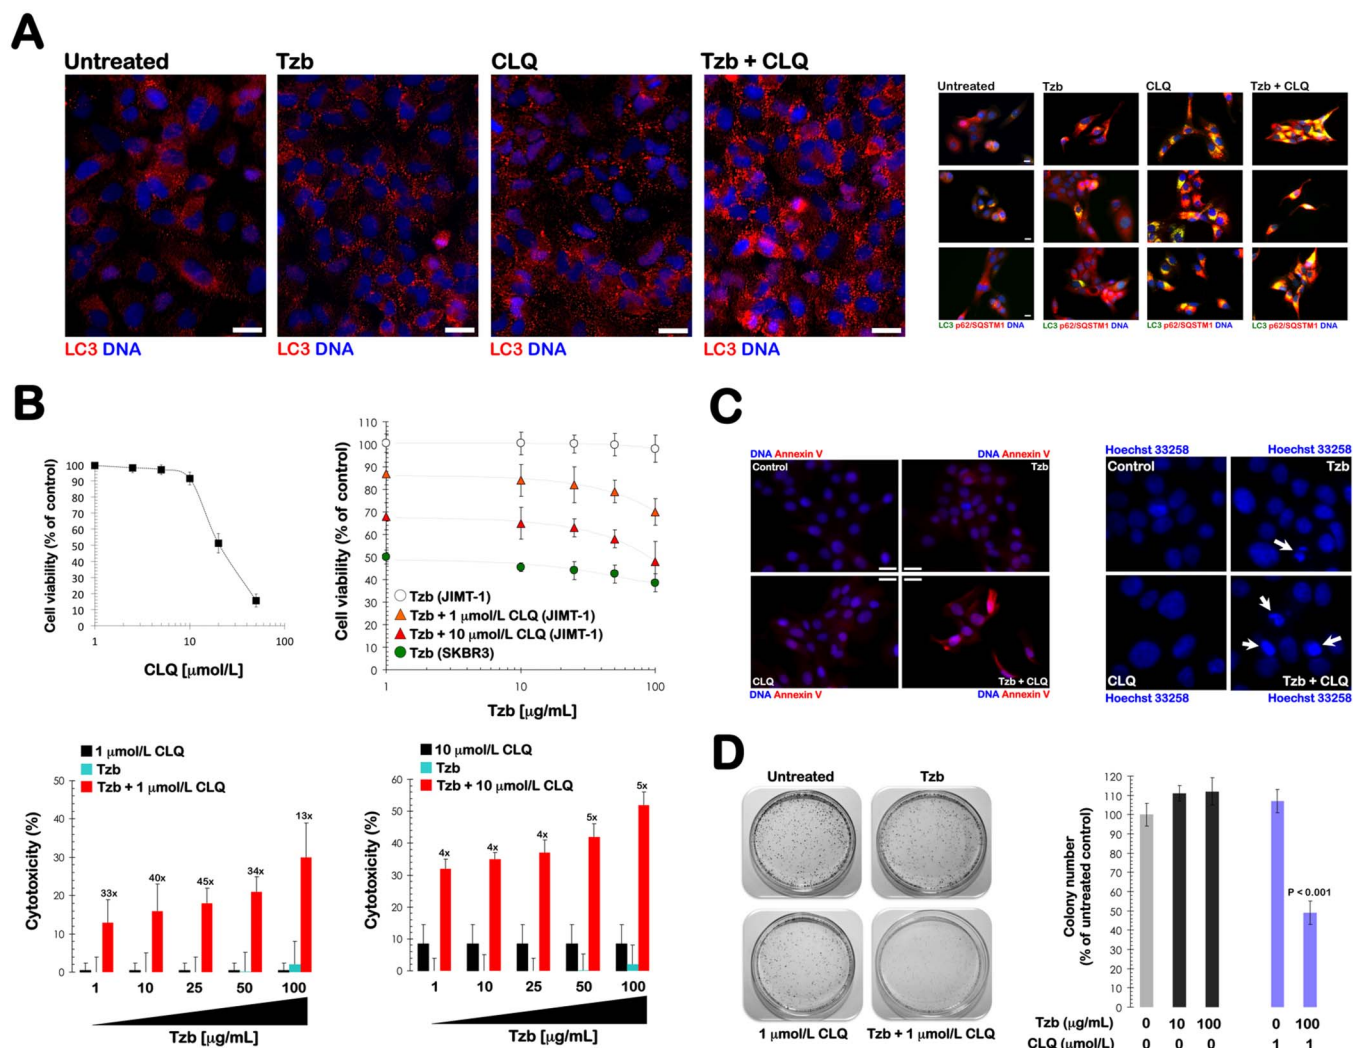 A
Untreated
Tzb
CLQ
Tzb + CLQ
LC3 DNA
LC3 DNA
LC3 DNA
LC3 DNA
Untreated
Tzb
CLQ
Tzb + CLQ
LC3 p62/SQSTM1 DNA
LC3 p62/SQSTM1 DNA
LC3 p62/SQSTM1 DNA
LC3 p62/SQSTM1 DNA
B
Cell viability (% of control)
100
90
80
70
60
50
40
30
20
10
0
1
10
100
CLQ [μmol/L]
Cell viability (% of control)
110
100
90
80
70
60
50
40
30
20
10
0
Tzb (JIMT-1)
Tzb + 1 μmol/L CLQ (JIMT-1)
Tzb + 10 μmol/L CLQ (JIMT-1)
Tzb (SKBR3)
1
10
100
Tzb [μg/mL]
1 μmol/L CLQ
Tzb
Tzb + 1 μmol/L CLQ
Cytotoxicity (%)
50
40
30
20
10
0
33x
40x
45x
34x
13x
1
10
25
50
100
Tzb [μg/mL]
10 μmol/L CLQ
Tzb
Tzb + 10 μmol/L CLQ
Cytotoxicity (%)
60
50
40
30
20
10
0
4x
4x
4x
5x
5x
1
10
25
50
100
Tzb [μg/mL]
C
DNA Annexin V
DNA Annexin V
Control
Tzb
CLQ
Tzb + CLQ
DNA Annexin V
DNA Annexin V
Hoechst 33258
Hoechst 33258
Control
Tzb
CLQ
Tzb + CLQ
Hoechst 33258
Hoechst 33258
D
Untreated
Tzb
1 μmol/L CLQ
Tzb + 1 μmol/L CLQ
Colony number
(% of untreated control)
120
110
100
90
80
70
60
50
40
30
20
10
0
P < 0.001
Tzb (μg/mL) 0 10 100 0 100
CLQ (μmol/L) 0 0 0 1 1